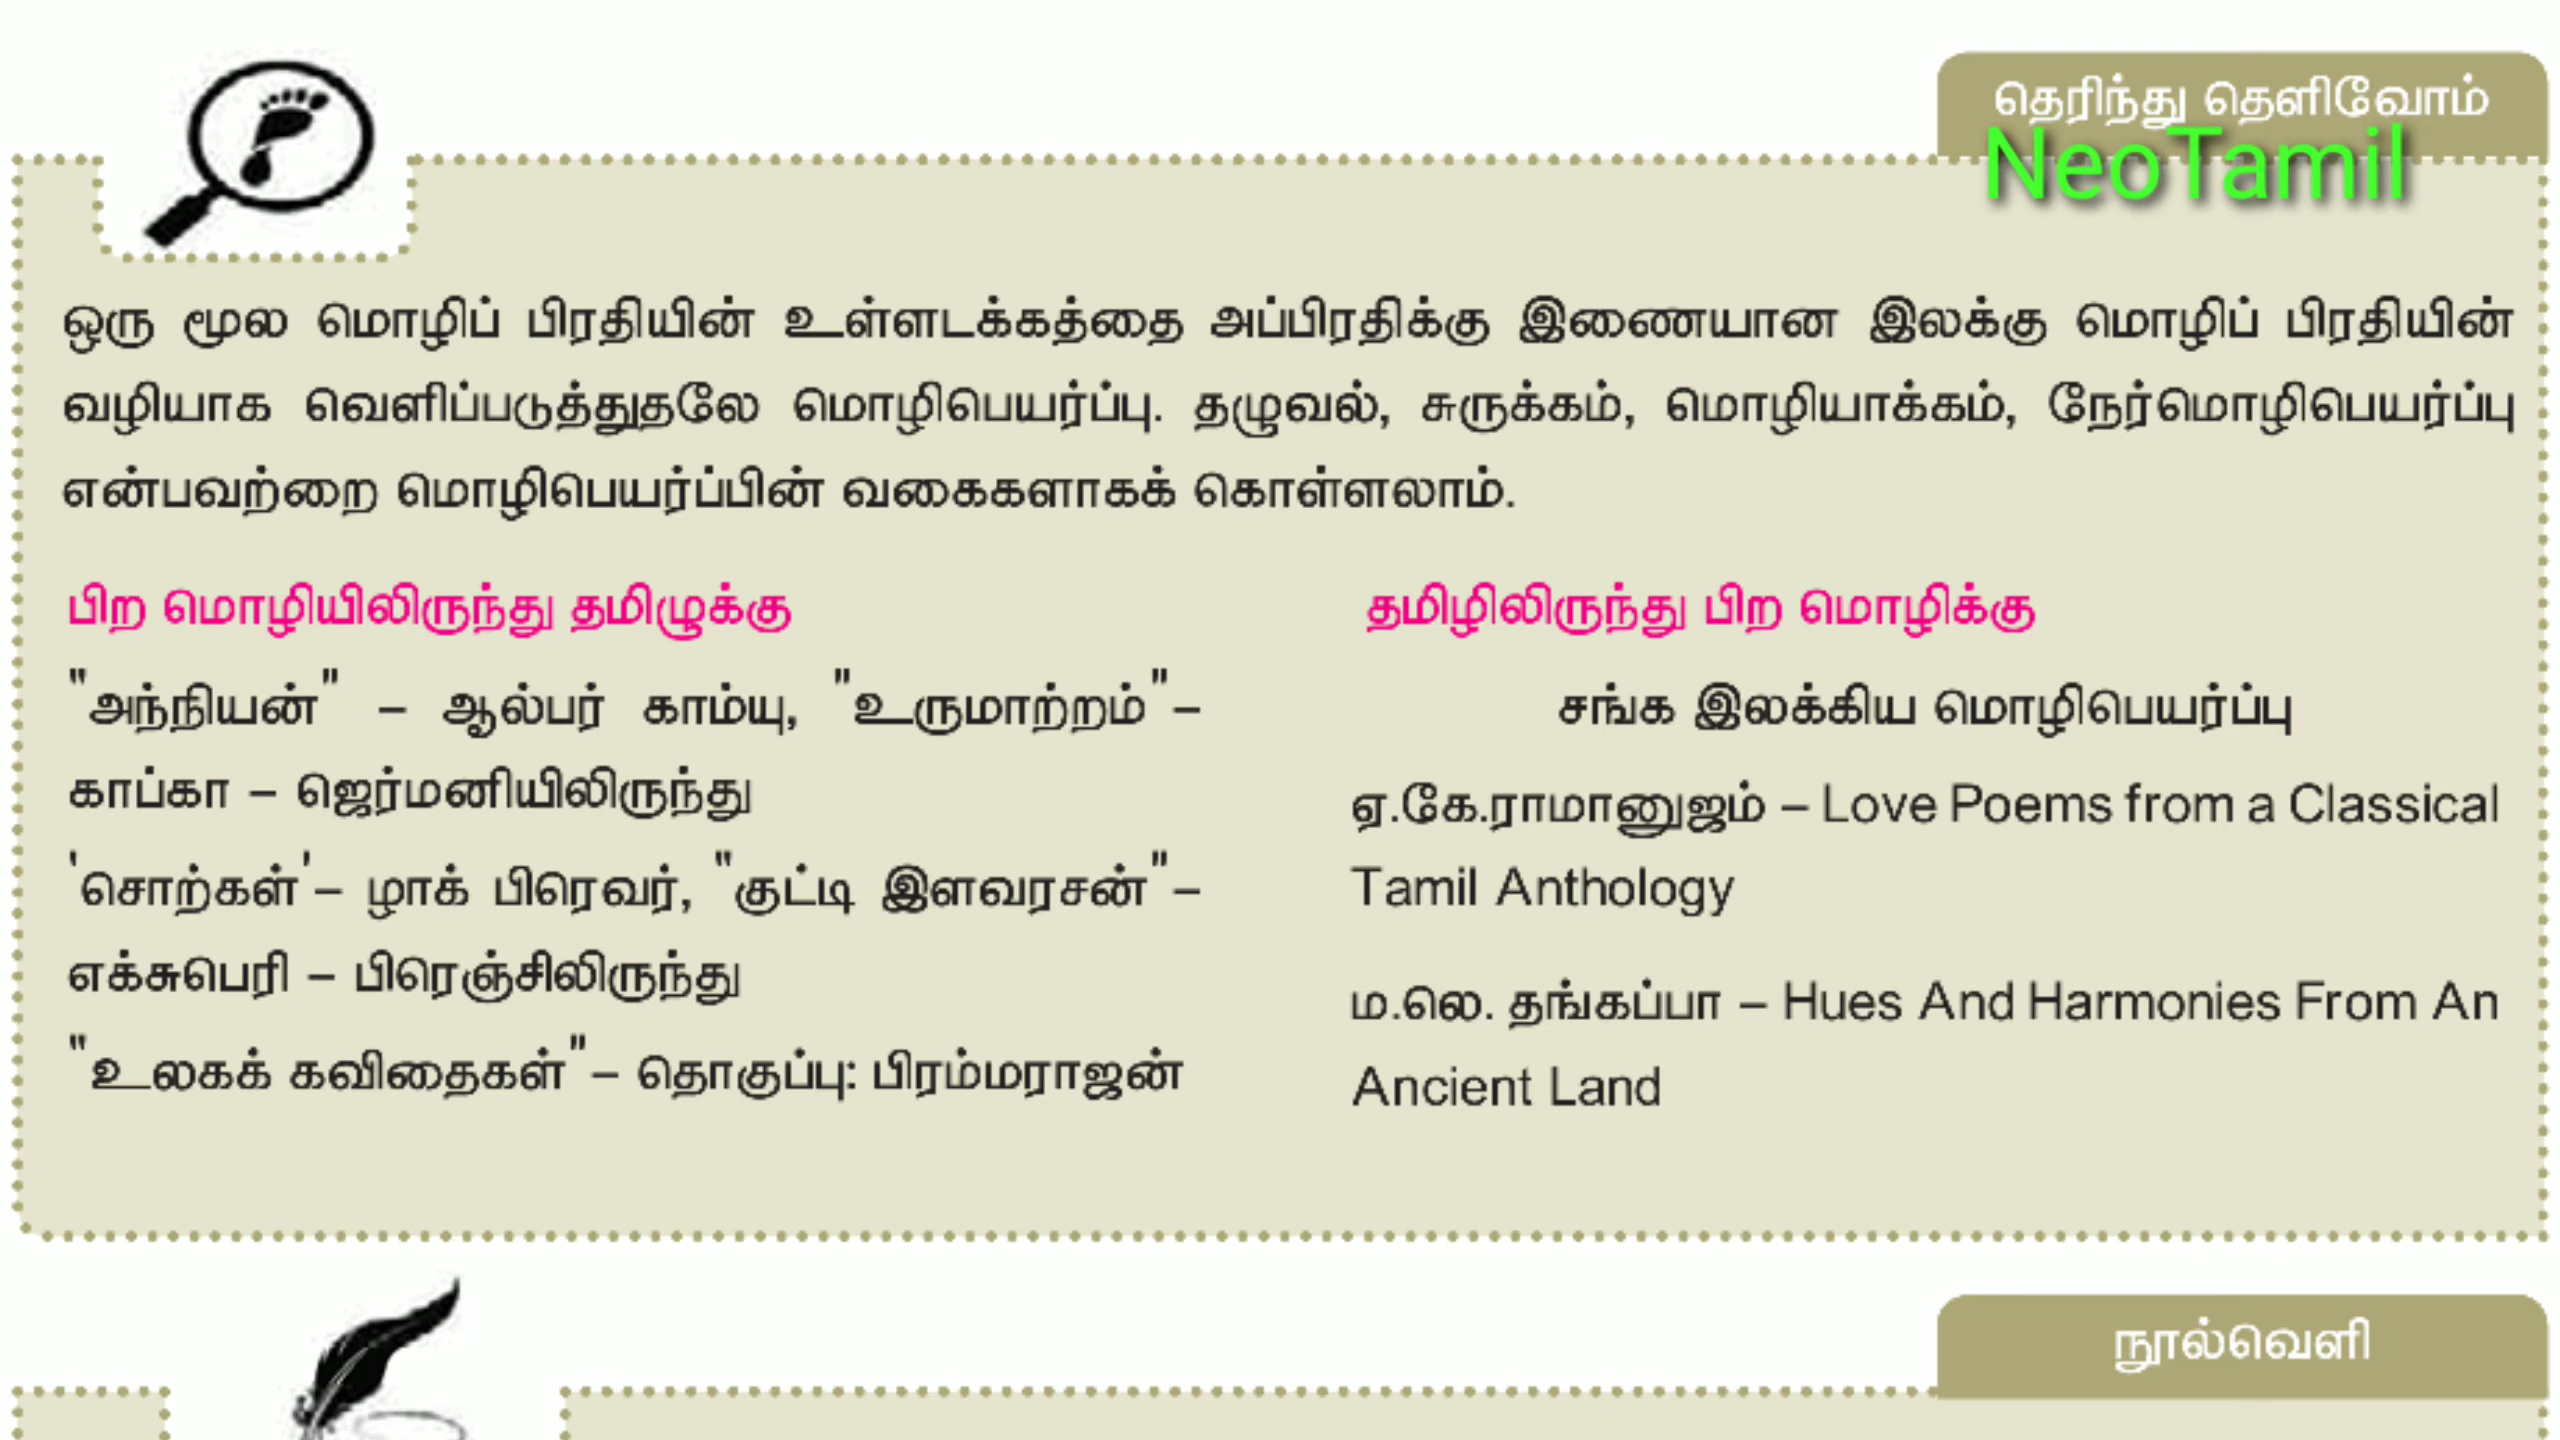 தெரிந்து தெளிவோம்
NeoTamil
ஒரு மூல மொழிப் பிரதியின் உள்ளடக்கத்தை அப்பிரதிக்கு இணையான இலக்கு மொழிப் பிரதியின்
வழியாக வெளிப்படுத்துதலே மொழிபெயர்ப்பு. தழுவல், சுருக்கம், மொழியாக்கம், நேர்மொழிபெயர்ப்பு
என்பவற்றை மொழிபெயர்ப்பின் வகைகளாகக் கொள்ளலாம்.
பிற மொழியிலிருந்து தமிழுக்கு
"அந்நியன்" – ஆல்பர் காம்யு, "உருமாற்றம்"–
காப்கா – ஜெர்மனியிலிருந்து
'சொற்கள்'– ழாக் பிரெவர், "குட்டி இளவரசன்"–
எக்சுபெரி – பிரெஞ்சிலிருந்து
"உலகக் கவிதைகள்"– தொகுப்பு: பிரம்மராஜன்
தமிழிலிருந்து பிற மொழிக்கு
சங்க இலக்கிய மொழிபெயர்ப்பு
ஏ.கே.ராமானுஜம் – Love Poems from a Classical
Tamil Anthology
ம.லெ. தங்கப்பா – Hues And Harmonies From An
Ancient Land
நூல்வெளி